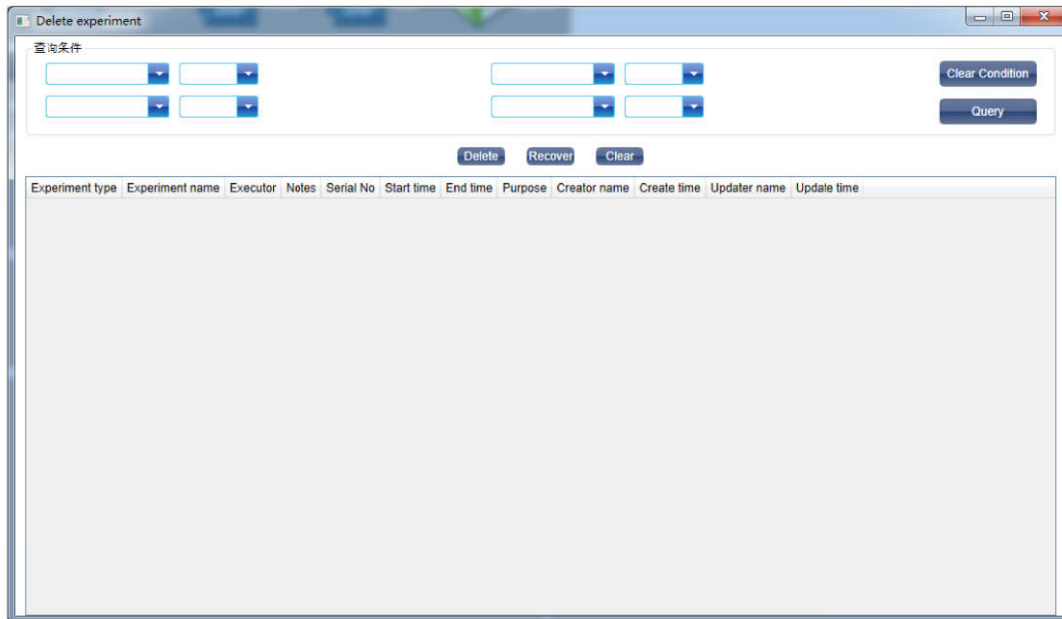 Delete experiment
查询条件
Clear Condition
Query
Delete Recover Clear
Experiment type Experiment name Executor Notes Serial No Start time End time Purpose Creator name Create time Updater name Update time